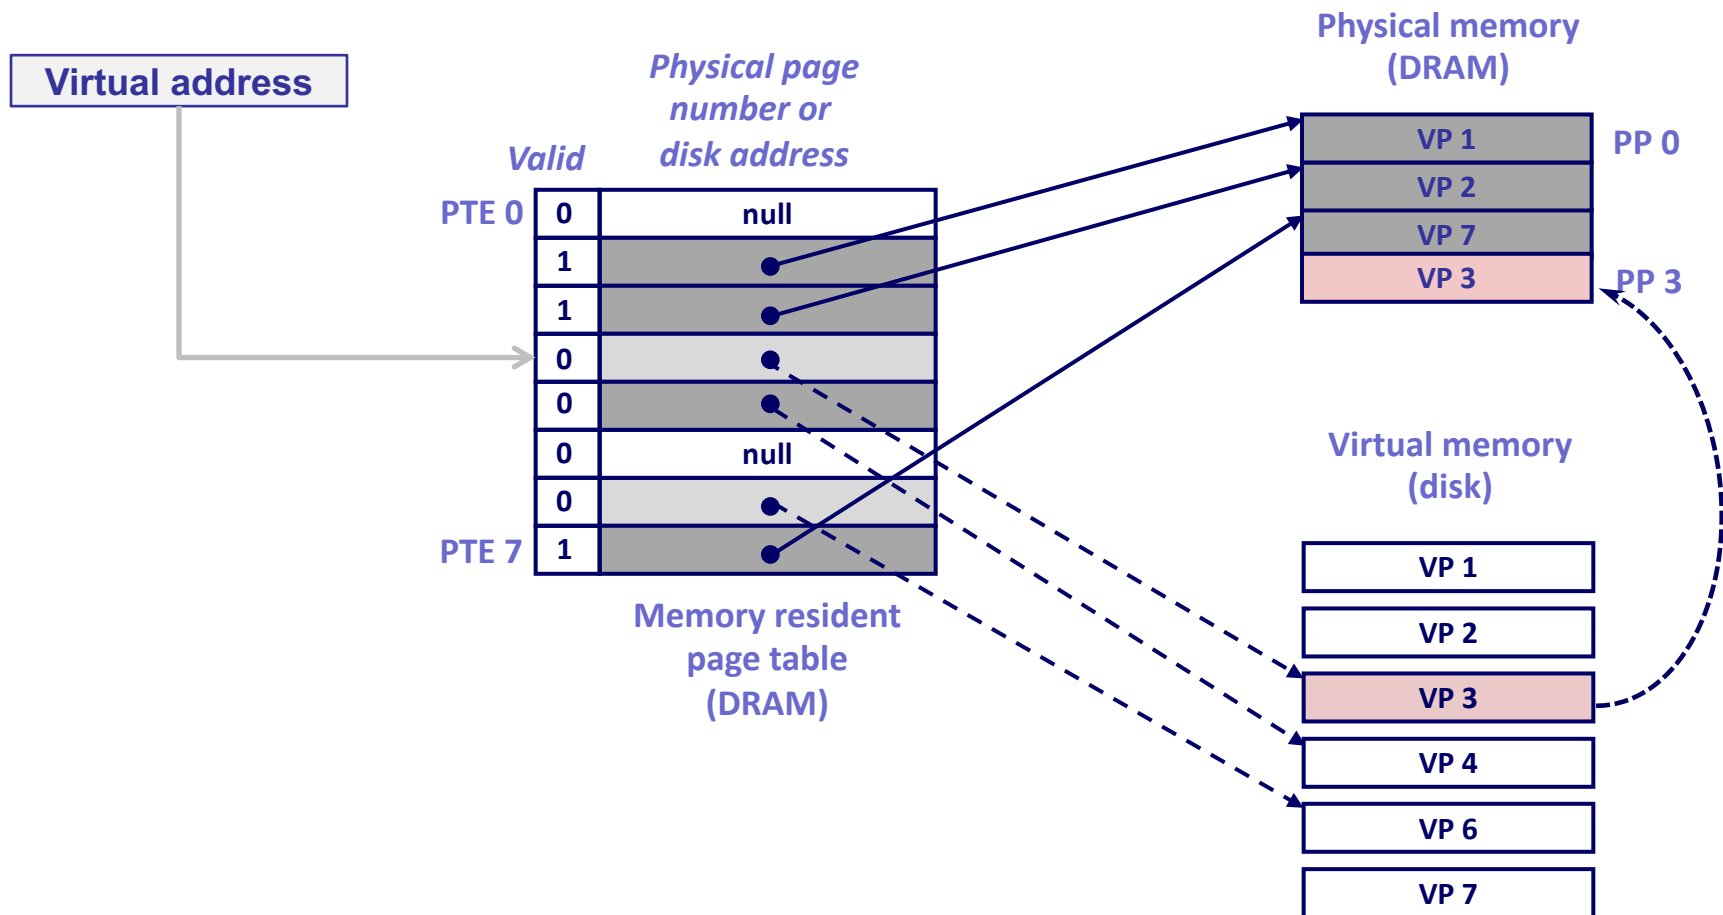 Virtual address
Physical page
number or
disk address
Valid
PTE 0
0
null
1
1
0
0
0
null
0
PTE 7
1
Memory resident
page table
(DRAM)
Physical memory
(DRAM)
VP 1
PP 0
VP 2
VP 7
VP 3
PP 3
Virtual memory
(disk)
VP 1
VP 2
VP 3
VP 4
VP 6
VP 7